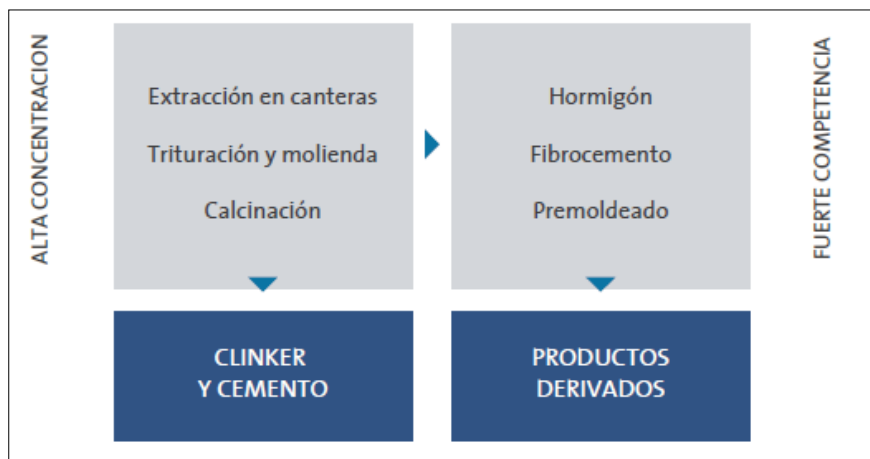 ALTA CONCENTRACION
Extracción en canteras
Trituración y molienda
Calcinación
CLINKER
Y CEMENTO
Hormigón
Fibrocemento
Premoldeado
PRODUCTOS
DERIVADOS
FUERTE COMPETENCIA